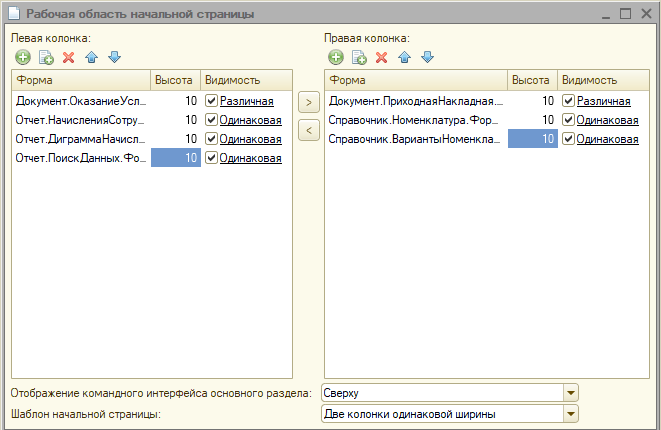 Рабочая область начальной страницы
Левая колонка:
Форма Высота Видимость
Документ.ОказаниеУсл... 10 Различная
Отчет.НачисленияСотру... 10 Одинаковая
Отчет.ДиграммаНачисл... 10 Одинаковая
Отчет.ПоискДанных.Фо... 10 Одинаковая
>
<
Правая колонка:
Форма Высота Видимость
Документ.ПриходнаяНакладная.... 10 Различная
Справочник.Номенклатура.Фор... 10 Одинаковая
Справочник.ВариантыНоменкла... 10 Одинаковая
Отображение командного интерфейса основного раздела: Сверху
Шаблон начальной страницы: Две колонки одинаковой ширины